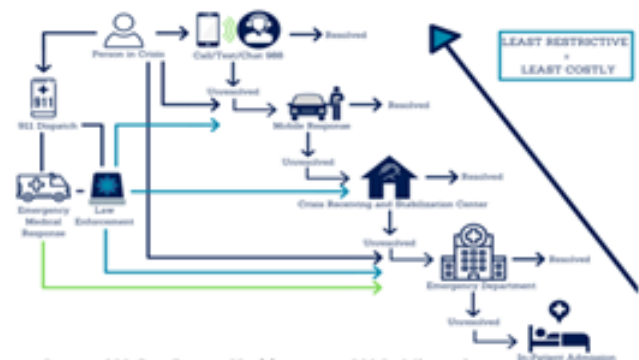 LEAST RESTRICTIVE
+
LEAST COSTLY
Person in Crisis
Call/Text/Chat 988
Resolved
911
911 Dispatch
Unresolved
Mobile Response
Resolved
Unresolved
Emergency
Medical
Response
Law
Enforcement
Crisis Receiving and Stabilization Center
Resolved
Unresolved
Emergency Department
Resolved
Unresolved
In-Patient Admission